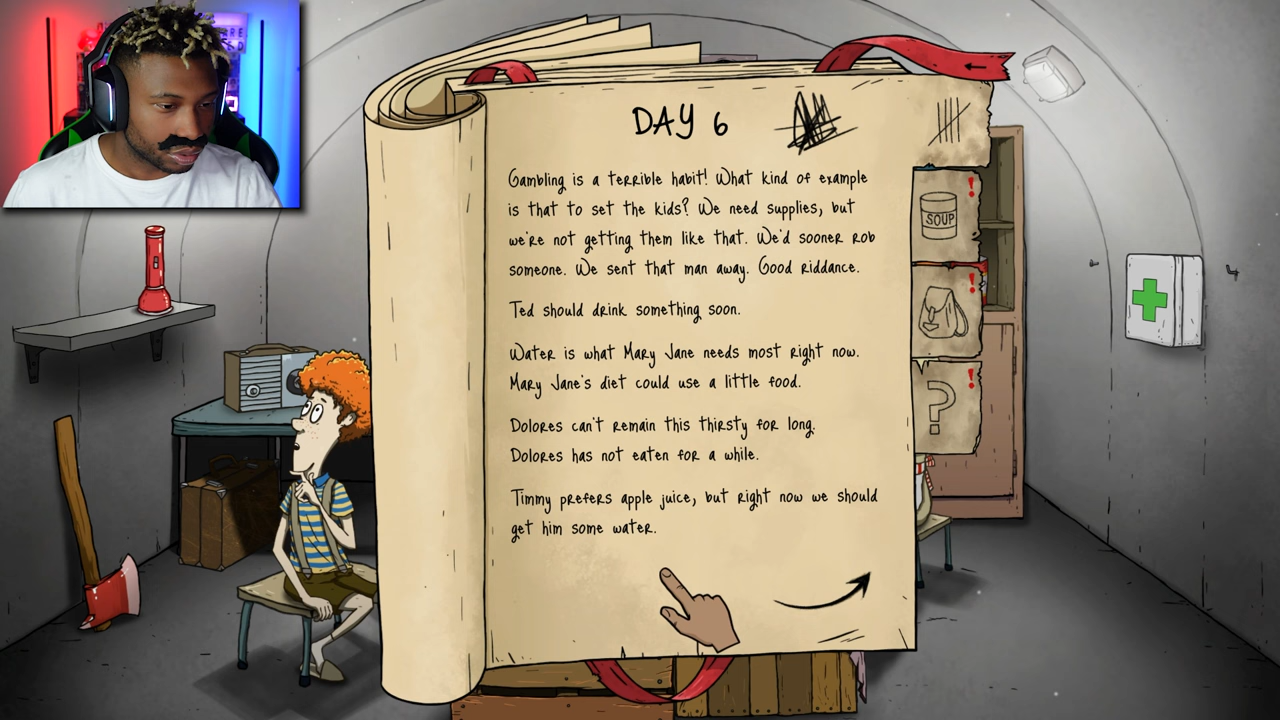 DAY 6
Gambling is a terrible habit! What kind of example
is that to set the kids? We need supplies, but
we're not getting them like that. We'd sooner rob
someone. We sent that man away. Good riddance.
Ted should drink something soon.
Water is what Mary Jane needs most right now.
Mary Jane's diet could use a little food.
Dolores can't remain this thirsty for long.
Dolores has not eaten for a while.
Timmy prefers apple juice, but right now we should
get him some water.
!
SOUP
!
!
?